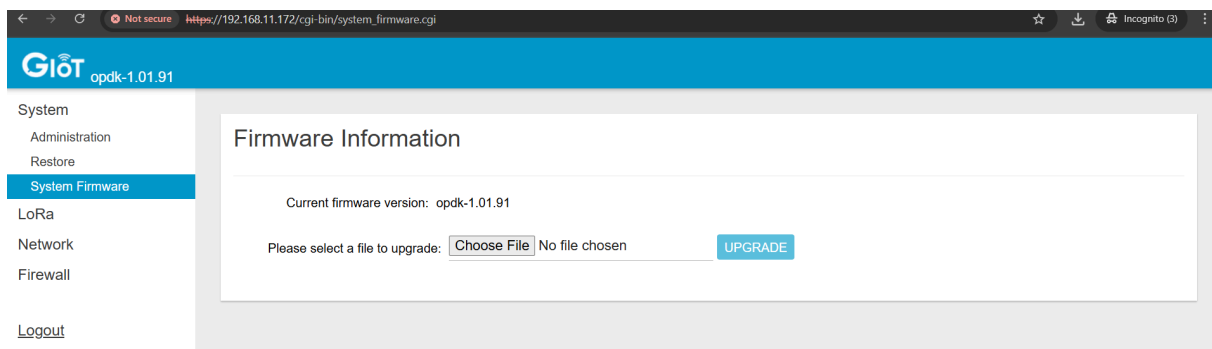 Not secure https://192.168.11.172/cgi-bin/system_firmware.cgi Incognito (3)
GIoT opdk-1.01.91
System
Administration
Restore
System Firmware
LoRa
Network
Firewall
Logout
Firmware Information
Current firmware version: opdk-1.01.91
Please select a file to upgrade: Choose File No file chosen UPGRADE